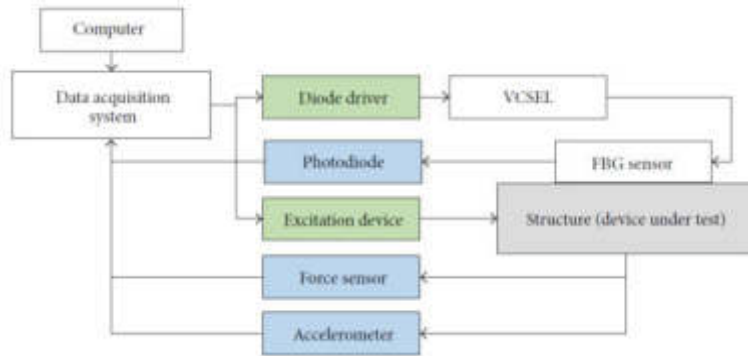 Computer
Data acquisition
system
Diode driver
VCSEL
Photodiode
FBG sensor
Excitation device
Structure (device under test)
Force sensor
Accelerometer